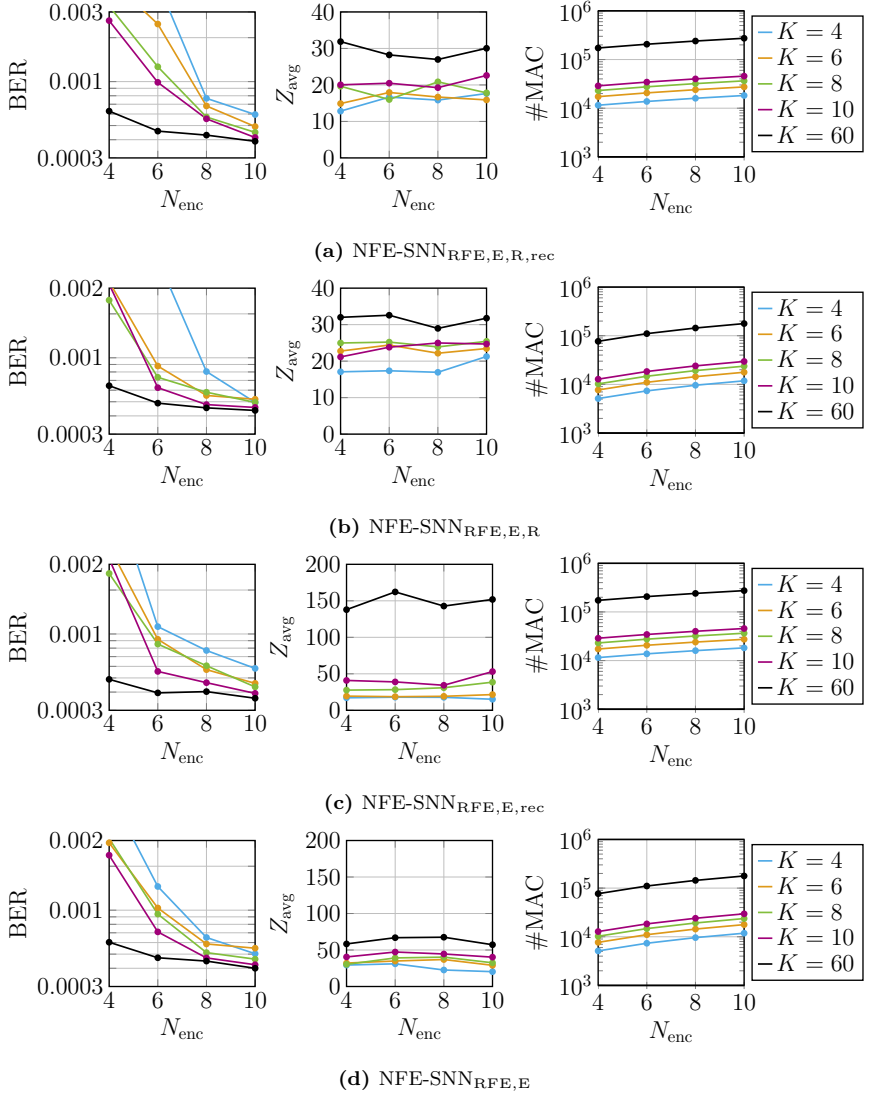 BER
0.003
0.001
0.0003
4 6 8 10
N_enc
Z_avg
40
30
20
10
0
4 6 8 10
N_enc
#MAC
10^6
10^5
10^4
10^3
4 6 8 10
N_enc
K = 4
K = 6
K = 8
K = 10
K = 60
(a) NFE-SNN_RFE,E,R,rec
BER
0.002
0.001
0.0003
4 6 8 10
N_enc
Z_avg
40
30
20
10
0
4 6 8 10
N_enc
#MAC
10^6
10^5
10^4
10^3
4 6 8 10
N_enc
K = 4
K = 6
K = 8
K = 10
K = 60
(b) NFE-SNN_RFE,E,R
BER
0.002
0.001
0.0003
4 6 8 10
N_enc
Z_avg
200
150
100
50
0
4 6 8 10
N_enc
#MAC
10^6
10^5
10^4
10^3
4 6 8 10
N_enc
K = 4
K = 6
K = 8
K = 10
K = 60
(c) NFE-SNN_RFE,E,rec
BER
0.002
0.001
0.0003
4 6 8 10
N_enc
Z_avg
200
150
100
50
0
4 6 8 10
N_enc
#MAC
10^6
10^5
10^4
10^3
4 6 8 10
N_enc
K = 4
K = 6
K = 8
K = 10
K = 60
(d) NFE-SNN_RFE,E